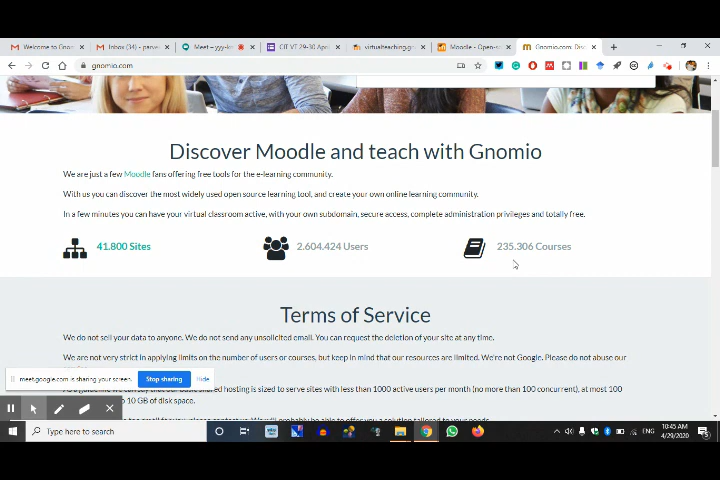 Welcome to Gnom
Inbox (34) - parve
Meet – yyy-k
CIT VT 29-30 Apri
virtualteaching.gn
Moodle - Open-s
Gnomio.com: Disc
gnomio.com
Discover Moodle and teach with Gnomio
We are just a few Moodle fans offering free tools for the e-learning community.
With us you can discover the most widely used open source learning tool, and create your own online learning community.
In a few minutes you can have your virtual classroom active, with your own subdomain, secure access, complete administration privileges and totally free.
41.800 Sites
2.604.424 Users
235.306 Courses
Terms of Service
We do not sell your data to anyone. We do not send any unsolicited email. You can request the deletion of your site at any time.
We are not very strict in applying limits on the number of users or courses, but keep in mind that our resources are limited. We're not Google. Please do not abuse our
meet.google.com is sharing your screen.
Stop sharing
Hide
hosting is sized to serve sites with less than 1000 active users per month (no more than 100 concurrent), at most 100
10 GB of disk space.
Type here to search
ENG
10:45 AM
4/29/2020
5